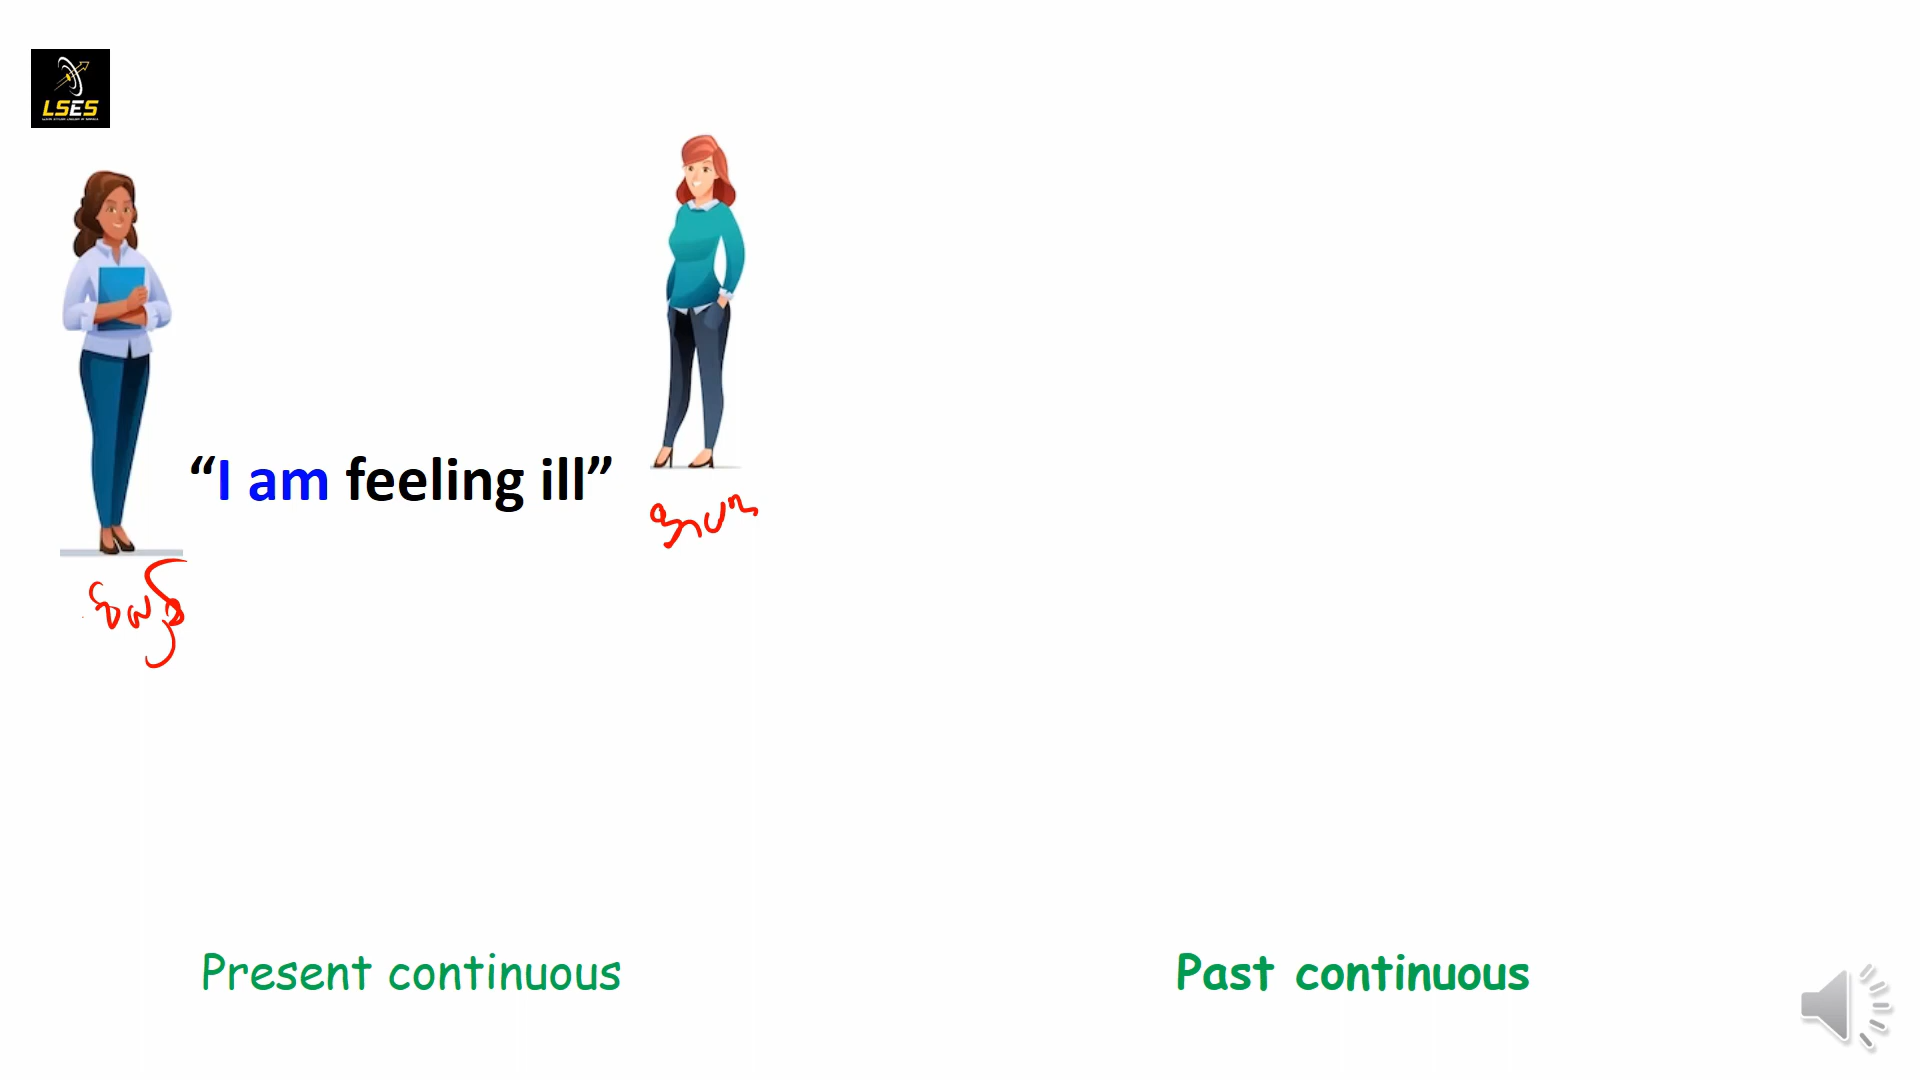 LSES
“I am feeling ill”
Present continuous
Past continuous